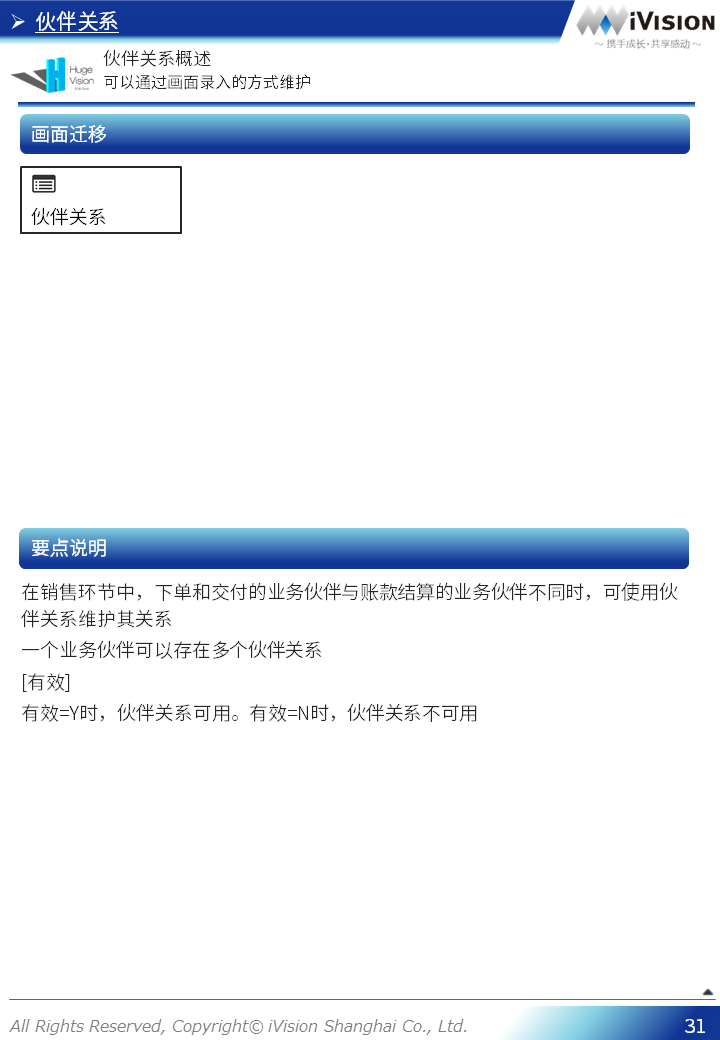 伙伴关系
iVISION
～ 携手成长·共享感动 ～
Huge
Vision
伙伴关系概述
可以通过画面录入的方式维护
画面迁移
伙伴关系
要点说明
在销售环节中，下单和交付的业务伙伴与账款结算的业务伙伴不同时，可使用伙
伴关系维护其关系
一个业务伙伴可以存在多个伙伴关系
[有效]
有效=Y时，伙伴关系可用。有效=N时，伙伴关系不可用
All Rights Reserved, Copyright© iVision Shanghai Co., Ltd.
31